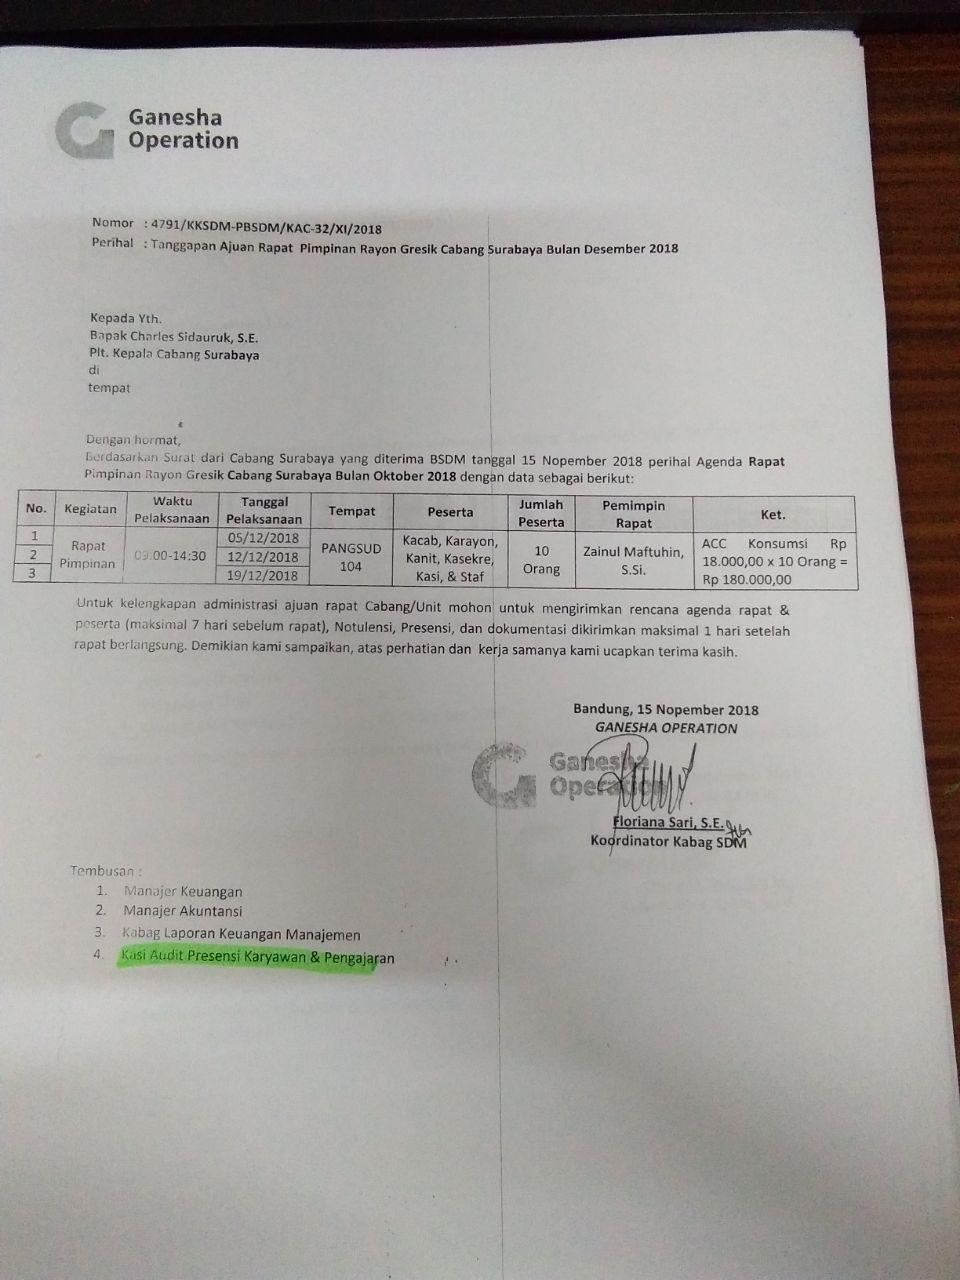 Ganesha
Operation
Nomor : 4791/KKSDM-PBSDM/KAC-32/XI/2018
Perihal : Tanggapan Ajuan Rapat Pimpinan Rayon Gresik Cabang Surabaya Bulan Desember 2018
Kepada Yth.
Bapak Charles Sidauruk, S.E.
Plt. Kepala Cabang Surabaya
di
tempat
Dengan hormat,
Berdasarkan Surat dari Cabang Surabaya yang diterima BSDM tanggal 15 Nopember 2018 perihal Agenda Rapat
Pimpinan Rayon Gresik Cabang Surabaya Bulan Oktober 2018 dengan data sebagai berikut:
No. Kegiatan Waktu Pelaksanaan Tanggal Pelaksanaan Tempat Peserta Jumlah Peserta Pemimpin Rapat Ket.
1 Rapat Pimpinan 09.00-14:30 05/12/2018 PANGSUD 104 Kacab, Karayon, Kanit, Kasekre, Kasi, & Staf 10 Orang Zainul Maftuhin, S.Si. ACC Konsumsi Rp 18.000,00 x 10 Orang = Rp 180.000,00
2 12/12/2018
3 19/12/2018
Untuk kelengkapan administrasi ajuan rapat Cabang/Unit mohon untuk mengirimkan rencana agenda rapat &
peserta (maksimal 7 hari sebelum rapat), Notulensi, Presensi, dan dokumentasi dikirimkan maksimal 1 hari setelah
rapat berlangsung. Demikian kami sampaikan, atas perhatian dan kerja samanya kami ucapkan terima kasih.
Bandung, 15 Nopember 2018
GANESHA OPERATION
Ganesha
Operation
Floriana Sari, S.E.
Koordinator Kabag SDM
Tembusan :
1. Manajer Keuangan
2. Manajer Akuntansi
3. Kabag Laporan Keuangan Manajemen
4. Kasi Audit Presensi Karyawan & Pengajaran